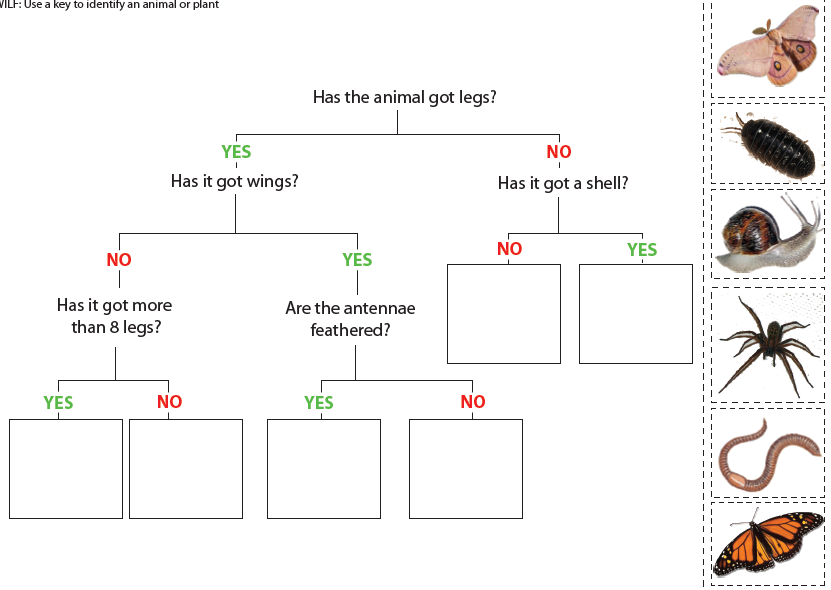 WILF: Use a key to identify an animal or plant
Has the animal got legs?
YES
NO
Has it got wings?
Has it got a shell?
NO
YES
NO
YES
Has it got more
than 8 legs?
Are the antennae
feathered?
YES
NO
YES
NO